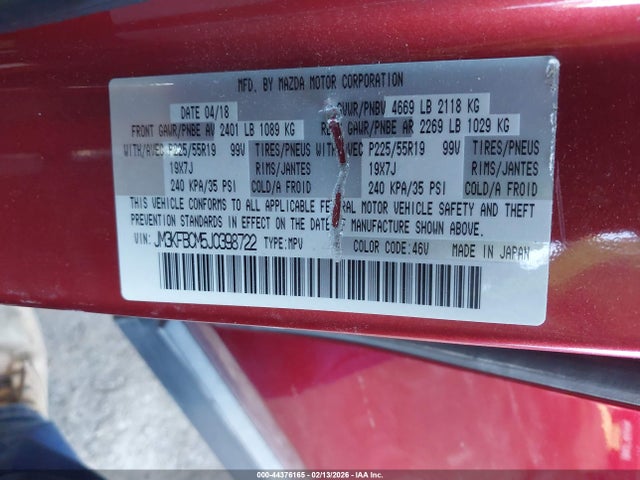 MFD. BY MAZDA MOTOR CORPORATION
DATE 04/18 GVWR/PNBV 4669 LB 2118 KG
FRONT GAWR/PNBE AV 2401 LB 1089 KG GAWR/PNBE AR 2269 LB 1029 KG
WITH/AVEC P225/55R19 99V TIRES/PNEUS WITH/AVEC P225/55R19 99V TIRES/PNEUS
19X7J RIMS/JANTES 19X7J RIMS/JANTES
240 KPA/35 PSI COLD/A FROID 240 KPA/35 PSI COLD/A FROID
THIS VEHICLE CONFORMS TO ALL APPLICABLE FEDERAL MOTOR VEHICLE SAFETY AND THEFT
PREVENTION STANDARDS IN EFFECT ON THE DATE OF MANUFACTURE SHOWN ABOVE.
VIN: JM3KFBCM5J0398722 TYPE: MPV COLOR CODE: 46V MADE IN JAPAN
000-44376165 - 02/13/2026 - IAA Inc.